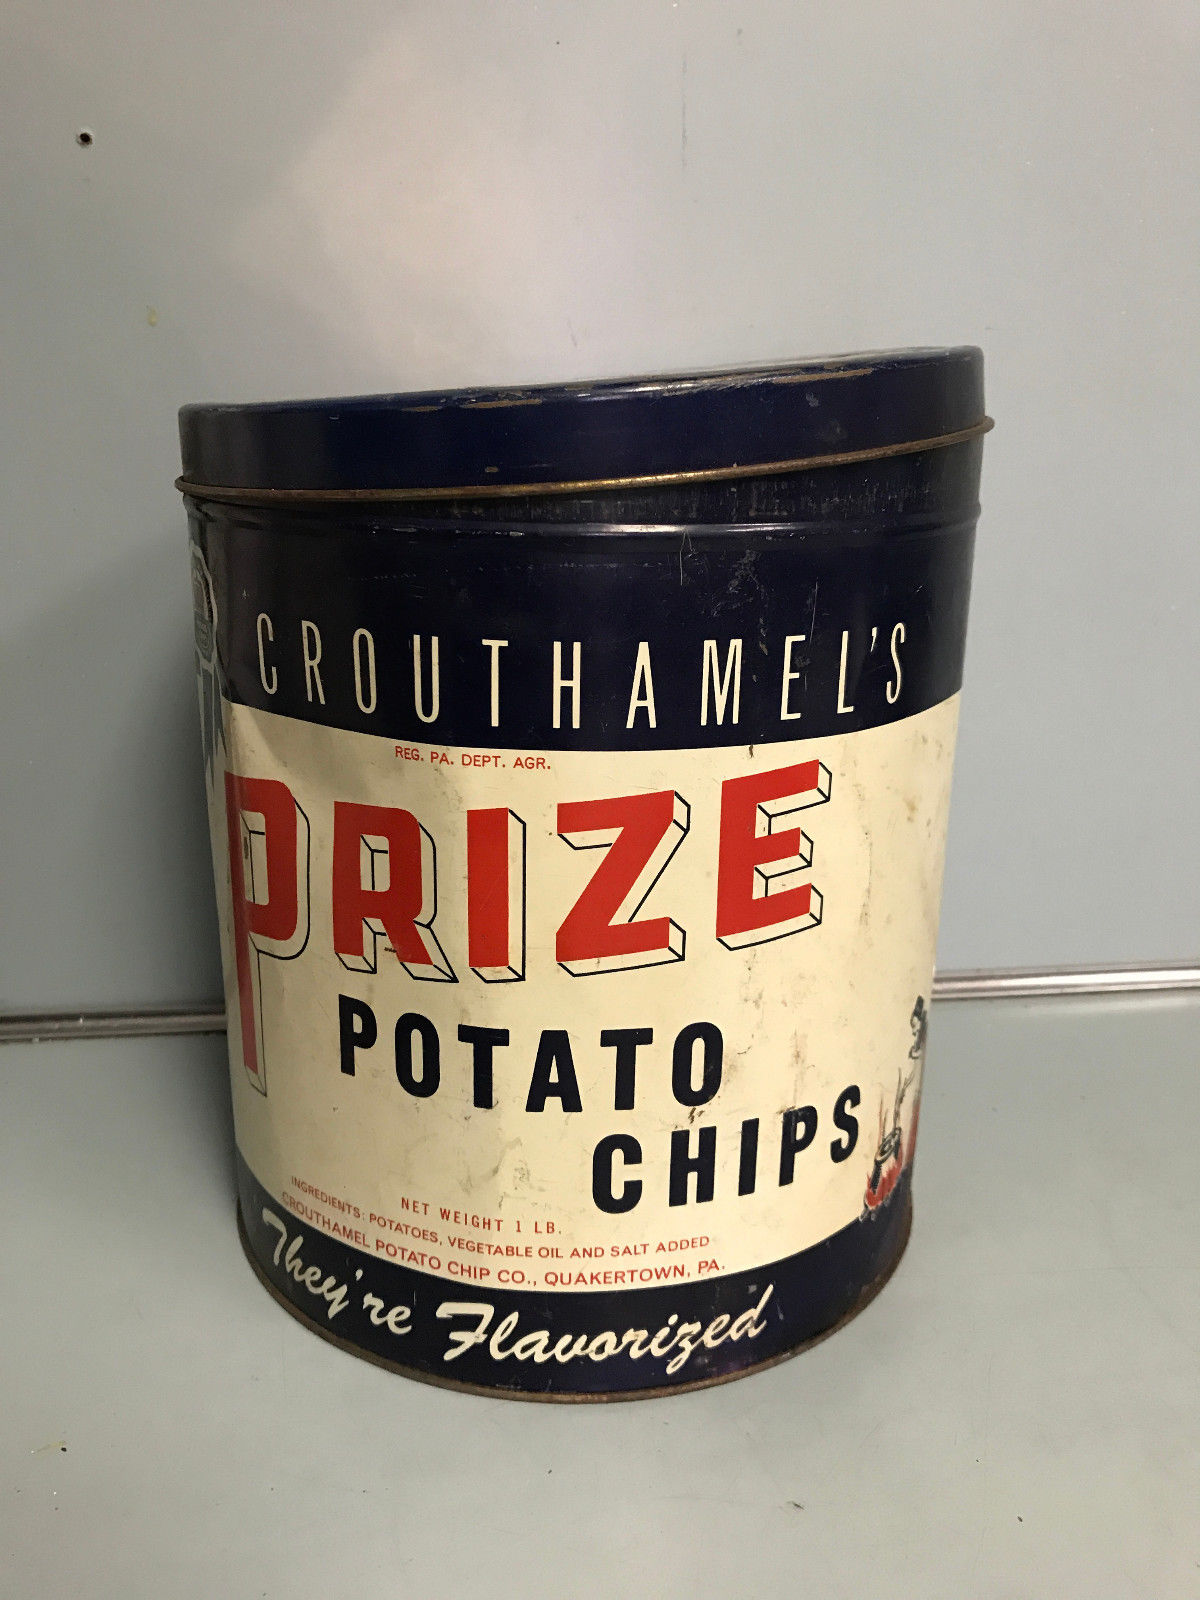 CROUTHAMEL'S
REG. PA. DEPT. AGR.
PRIZE
POTATO
CHIPS
NET WEIGHT 1 LB.
INGREDIENTS: POTATOES, VEGETABLE OIL AND SALT ADDED
CROUTHAMEL POTATO CHIP CO., QUAKERTOWN, PA.
They're Flavorized